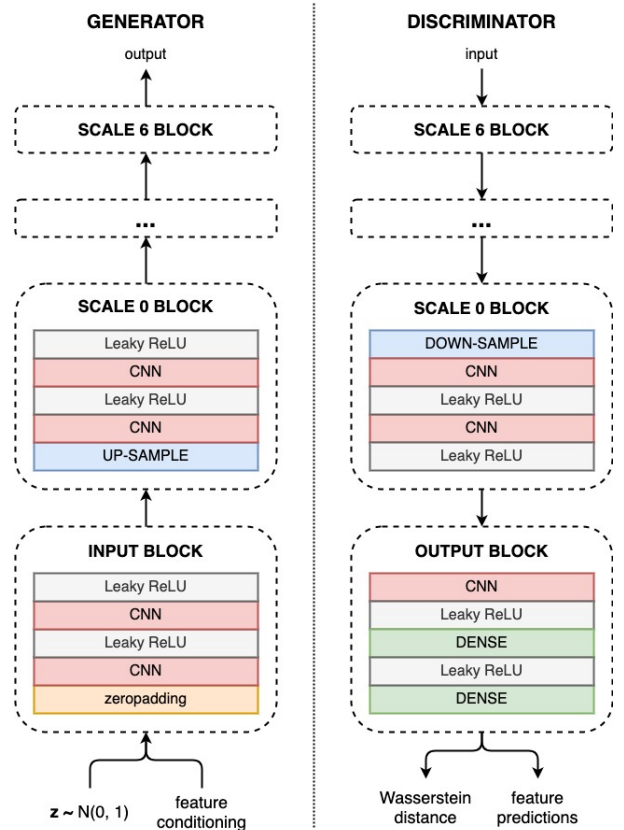 GENERATOR
output
SCALE 6 BLOCK
...
SCALE 0 BLOCK
Leaky ReLU
CNN
Leaky ReLU
CNN
UP-SAMPLE
INPUT BLOCK
Leaky ReLU
CNN
Leaky ReLU
CNN
zeropadding
z ~ N(0, 1)
feature
conditioning
DISCRIMINATOR
input
SCALE 6 BLOCK
...
SCALE 0 BLOCK
DOWN-SAMPLE
CNN
Leaky ReLU
CNN
Leaky ReLU
OUTPUT BLOCK
CNN
Leaky ReLU
DENSE
Leaky ReLU
DENSE
Wasserstein
distance
feature
predictions